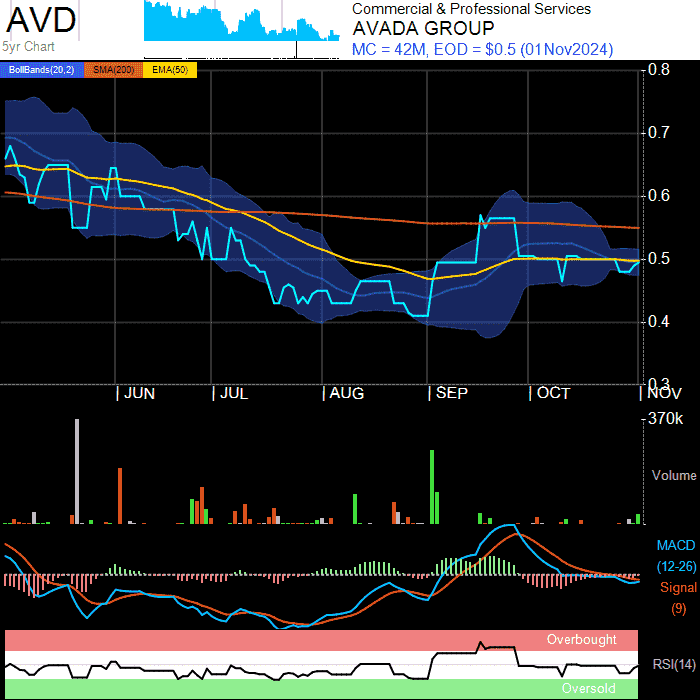 AVD
5yr Chart
Commercial & Professional Services
AVADA GROUP
MC = 42M, EOD = $0.5 (01Nov2024)
BollBands(20,2) SMA(200) EMA(50)
0.8
0.7
0.6
0.5
0.4
0.3
JUN JUL AUG SEP OCT NOV
370k
Volume
MACD
(12-26)
Signal
(9)
Overbought
RSI(14)
Oversold